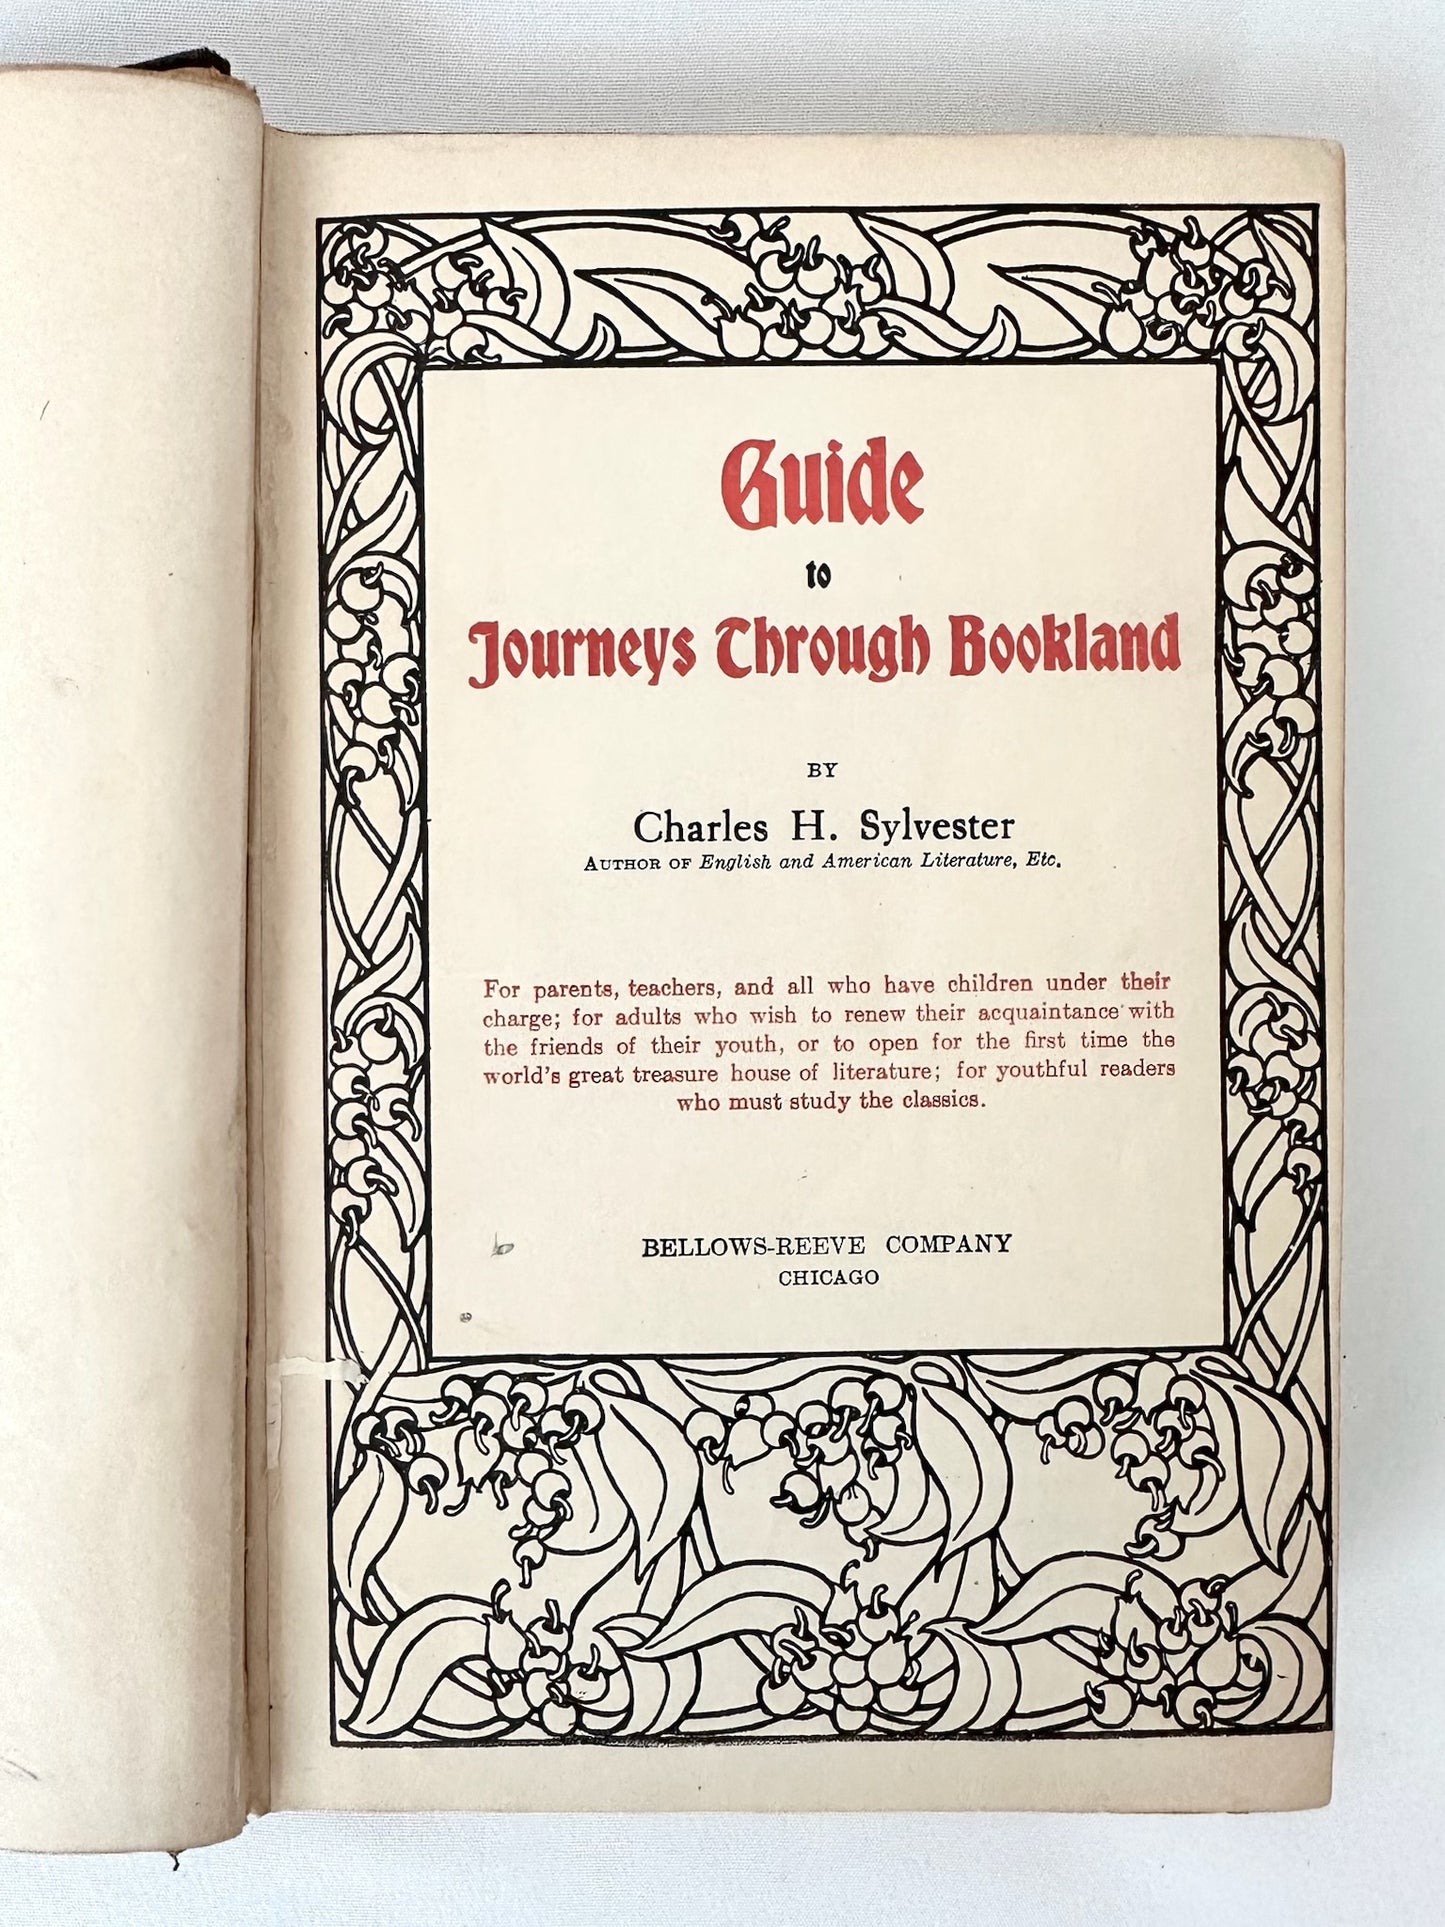 Guide
to
Journeys Through Bookland
BY
Charles H. Sylvester
AUTHOR OF English and American Literature, Etc.
For parents, teachers, and all who have children under their
charge; for adults who wish to renew their acquaintance with
the friends of their youth, or to open for the first time the
world's great treasure house of literature; for youthful readers
who must study the classics.
BELLOWS-REEVE COMPANY
CHICAGO